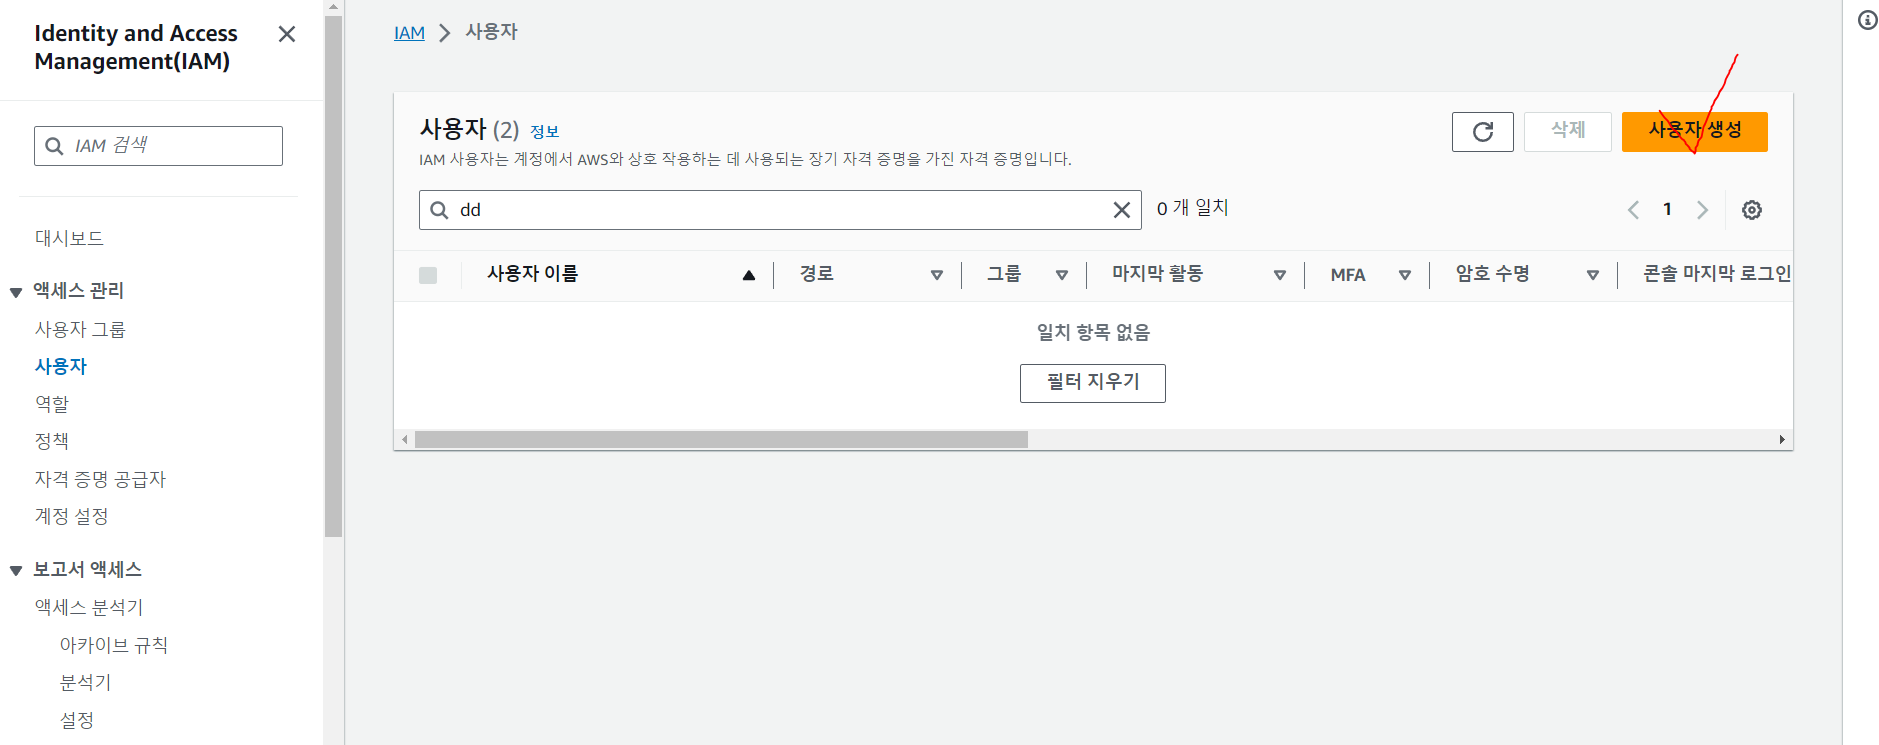 Identity and Access
Management(IAM)
IAM 검색
대시보드
액세스 관리
사용자 그룹
사용자
역할
정책
자격 증명 공급자
계정 설정
보고서 액세스
액세스 분석기
아카이브 규칙
분석기
설정
IAM 사용자
사용자 (2) 정보
IAM 사용자는 계정에서 AWS와 상호 작용하는 데 사용되는 장기 자격 증명을 가진 자격 증명입니다.
삭제 사용자 생성
dd 0 개 일치
1
사용자 이름 경로 그룹 마지막 활동 MFA 암호 수명 콘솔 마지막 로그인
일치 항목 없음
필터 지우기